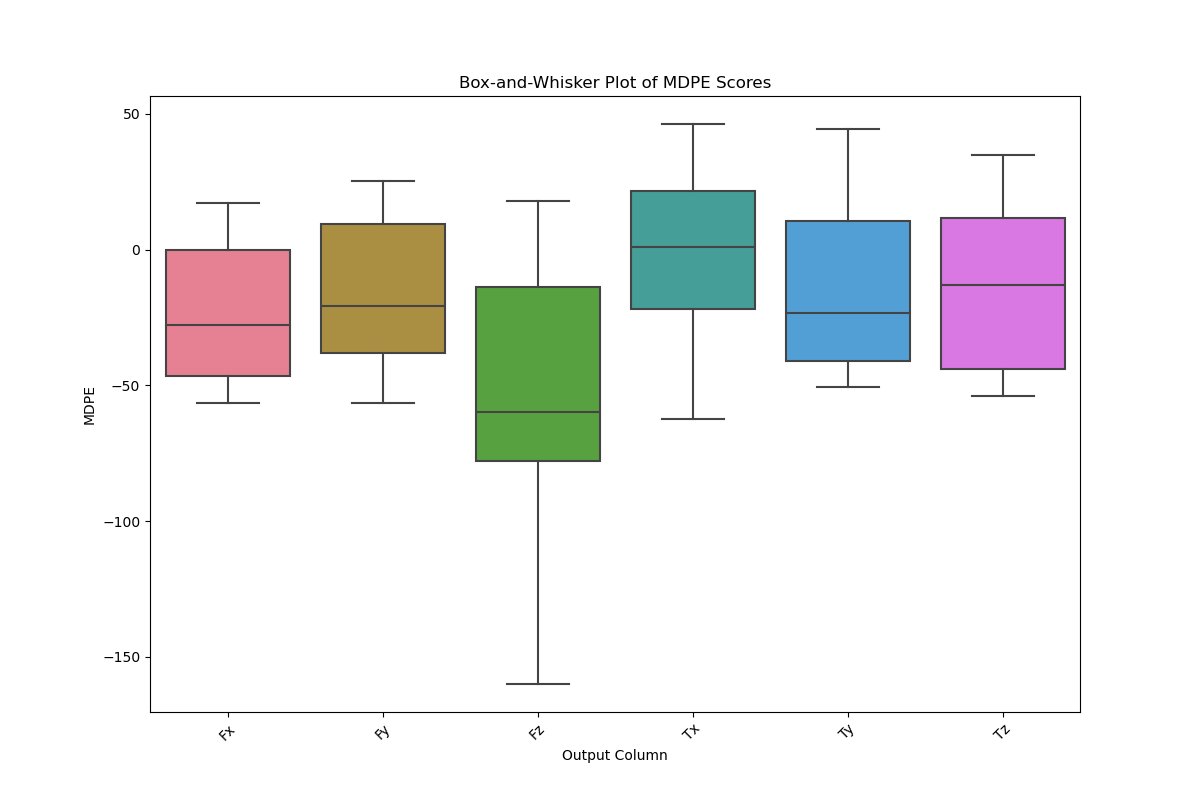 Box-and-Whisker Plot of MDPE Scores
50
0
−50
−100
−150
MDPE
Fx
Fy
Fz
Tx
Ty
Tz
Output Column